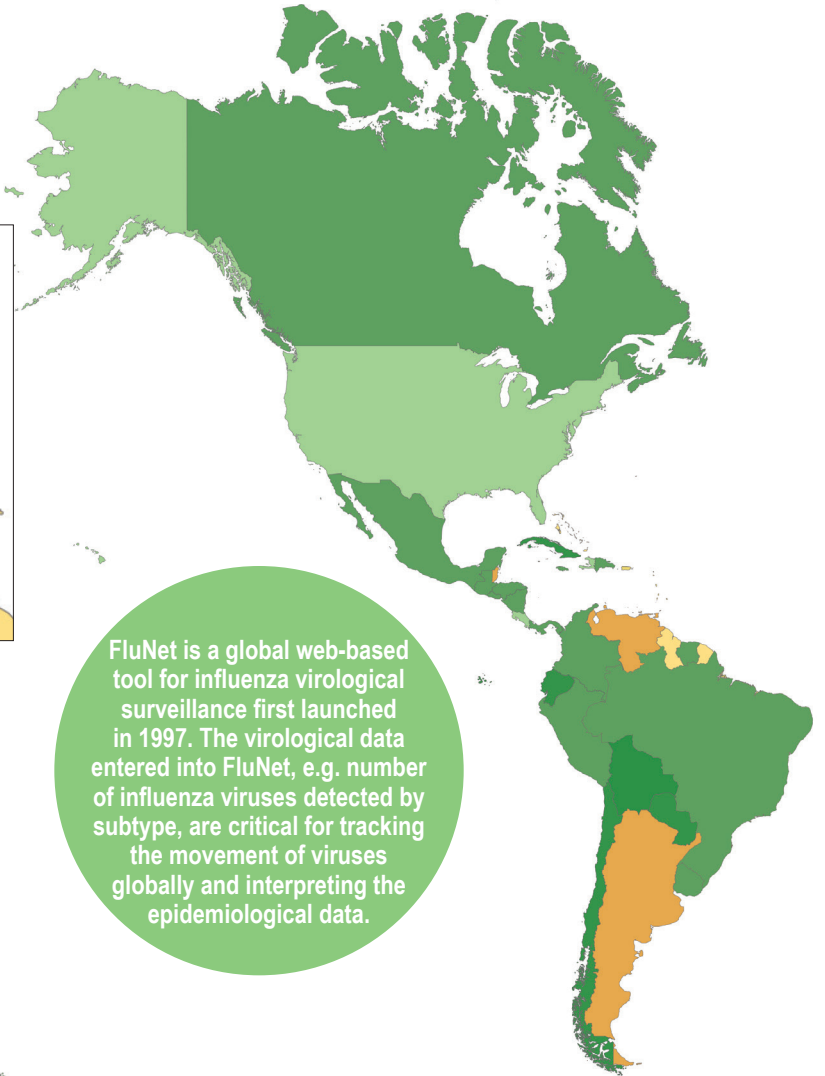 FluNet is a global web-based
tool for influenza virological
surveillance first launched
in 1997. The virological data
entered into FluNet, e.g. number
of influenza viruses detected by
subtype, are critical for tracking
the movement of viruses
globally and interpreting the
epidemiological data.